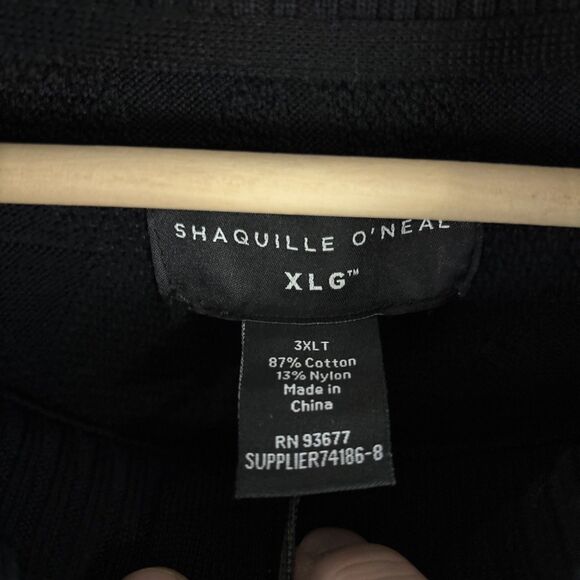 SHAQUILLE O'NEAL
XLG™
3XLT
87% Cotton
13% Nylon
Made in
China
RN 93677
SUPPLIER74186-8